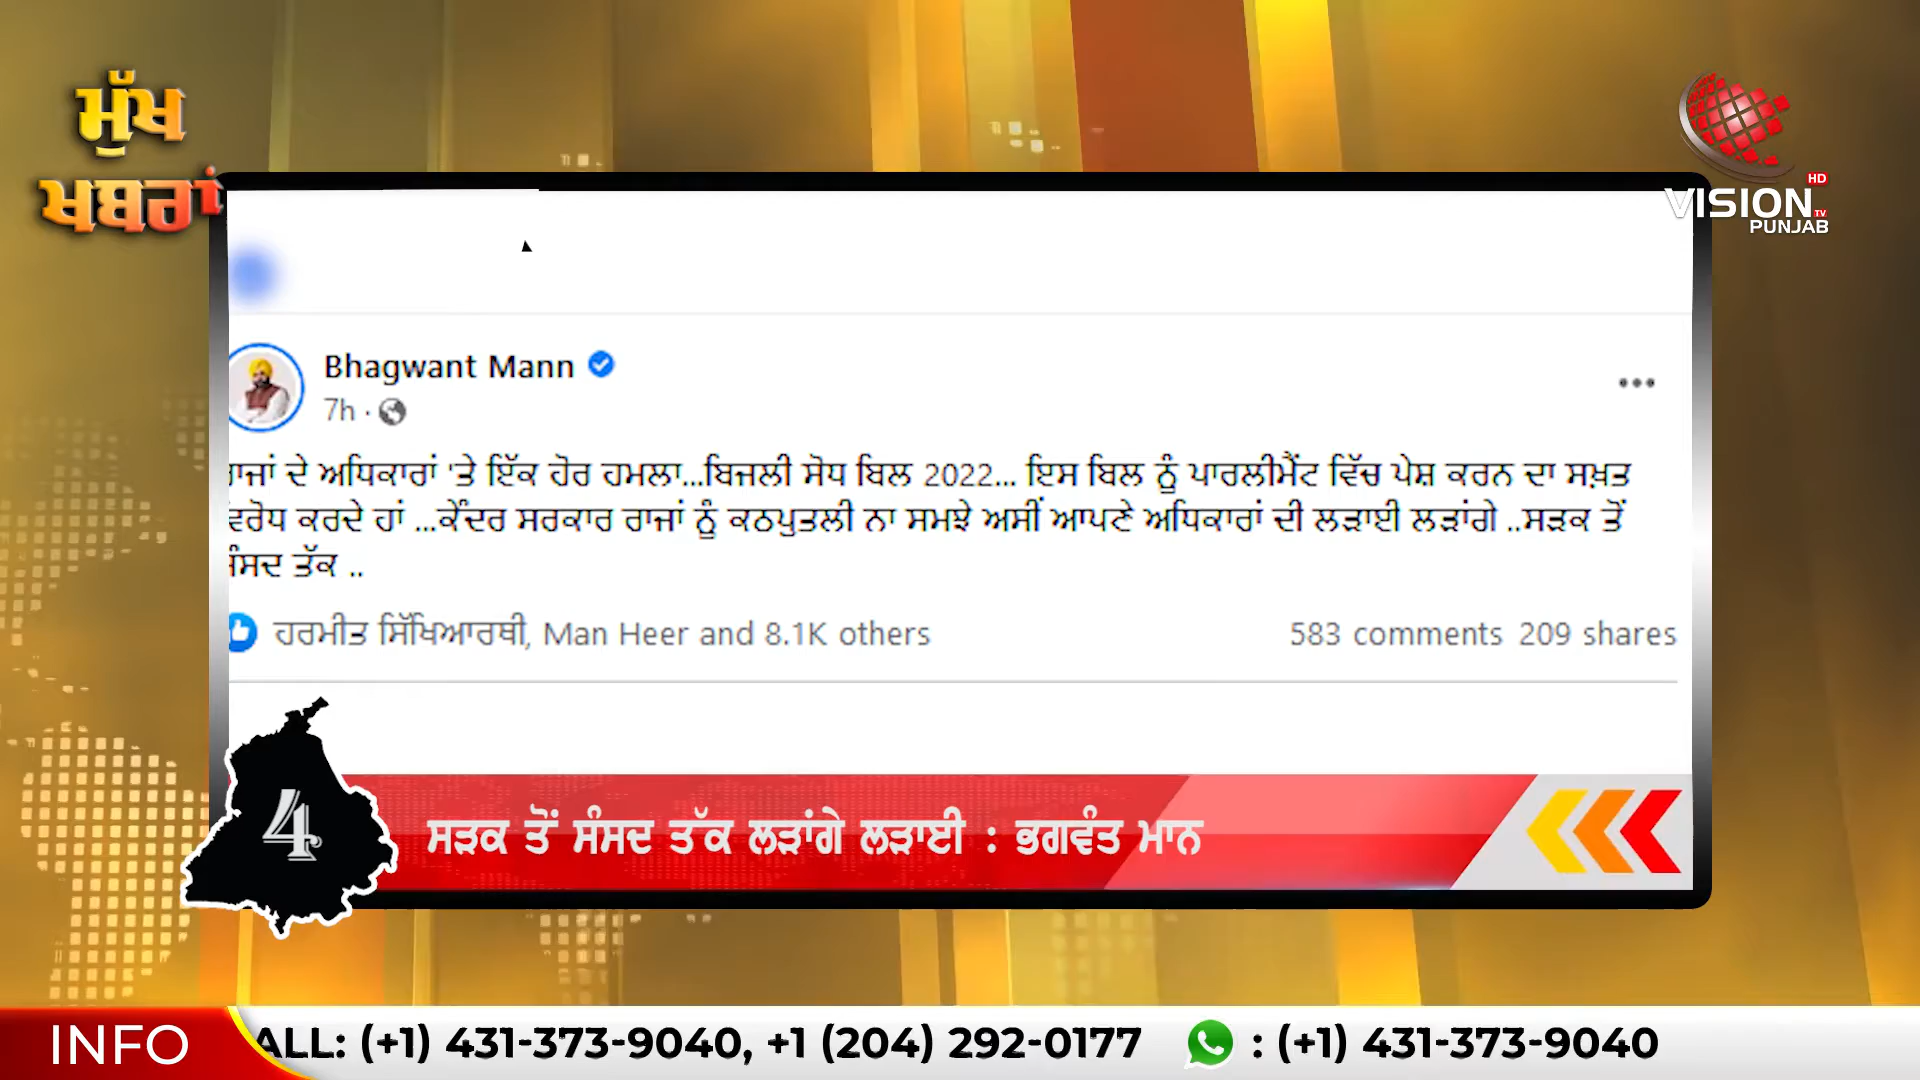 ਮੁੱਖ
ਖਬਰਾਂ
HD
VISION
TV
PUNJAB
Bhagwant Mann
7h ·
ਰਾਜਾਂ ਦੇ ਅਧਿਕਾਰਾਂ 'ਤੇ ਇੱਕ ਹੋਰ ਹਮਲਾ...ਬਿਜਲੀ ਸੋਧ ਬਿਲ 2022... ਇਸ ਬਿਲ ਨੂੰ ਪਾਰਲੀਮੈਂਟ ਵਿੱਚ ਪੇਸ਼ ਕਰਨ ਦਾ ਸਖ਼ਤ
ਵਿਰੋਧ ਕਰਦੇ ਹਾਂ ...ਕੇਂਦਰ ਸਰਕਾਰ ਰਾਜਾਂ ਨੂੰ ਕਠਪੁਤਲੀ ਨਾ ਸਮਝੇ ਅਸੀਂ ਆਪਣੇ ਅਧਿਕਾਰਾਂ ਦੀ ਲੜਾਈ ਲੜਾਂਗੇ ..ਸੜਕ ਤੋਂ
ਸੰਸਦ ਤੱਕ ..
ਹਰਮੀਤ ਸਿੱਖਿਆਰਥੀ, Man Heer and 8.1K others
583 comments 209 shares
4
ਸੜਕ ਤੋਂ ਸੰਸਦ ਤੱਕ ਲੜਾਂਗੇ ਲੜਾਈ : ਭਗਵੰਤ ਮਾਨ
INFO
ALL: (+1) 431-373-9040, +1 (204) 292-0177 : (+1) 431-373-9040